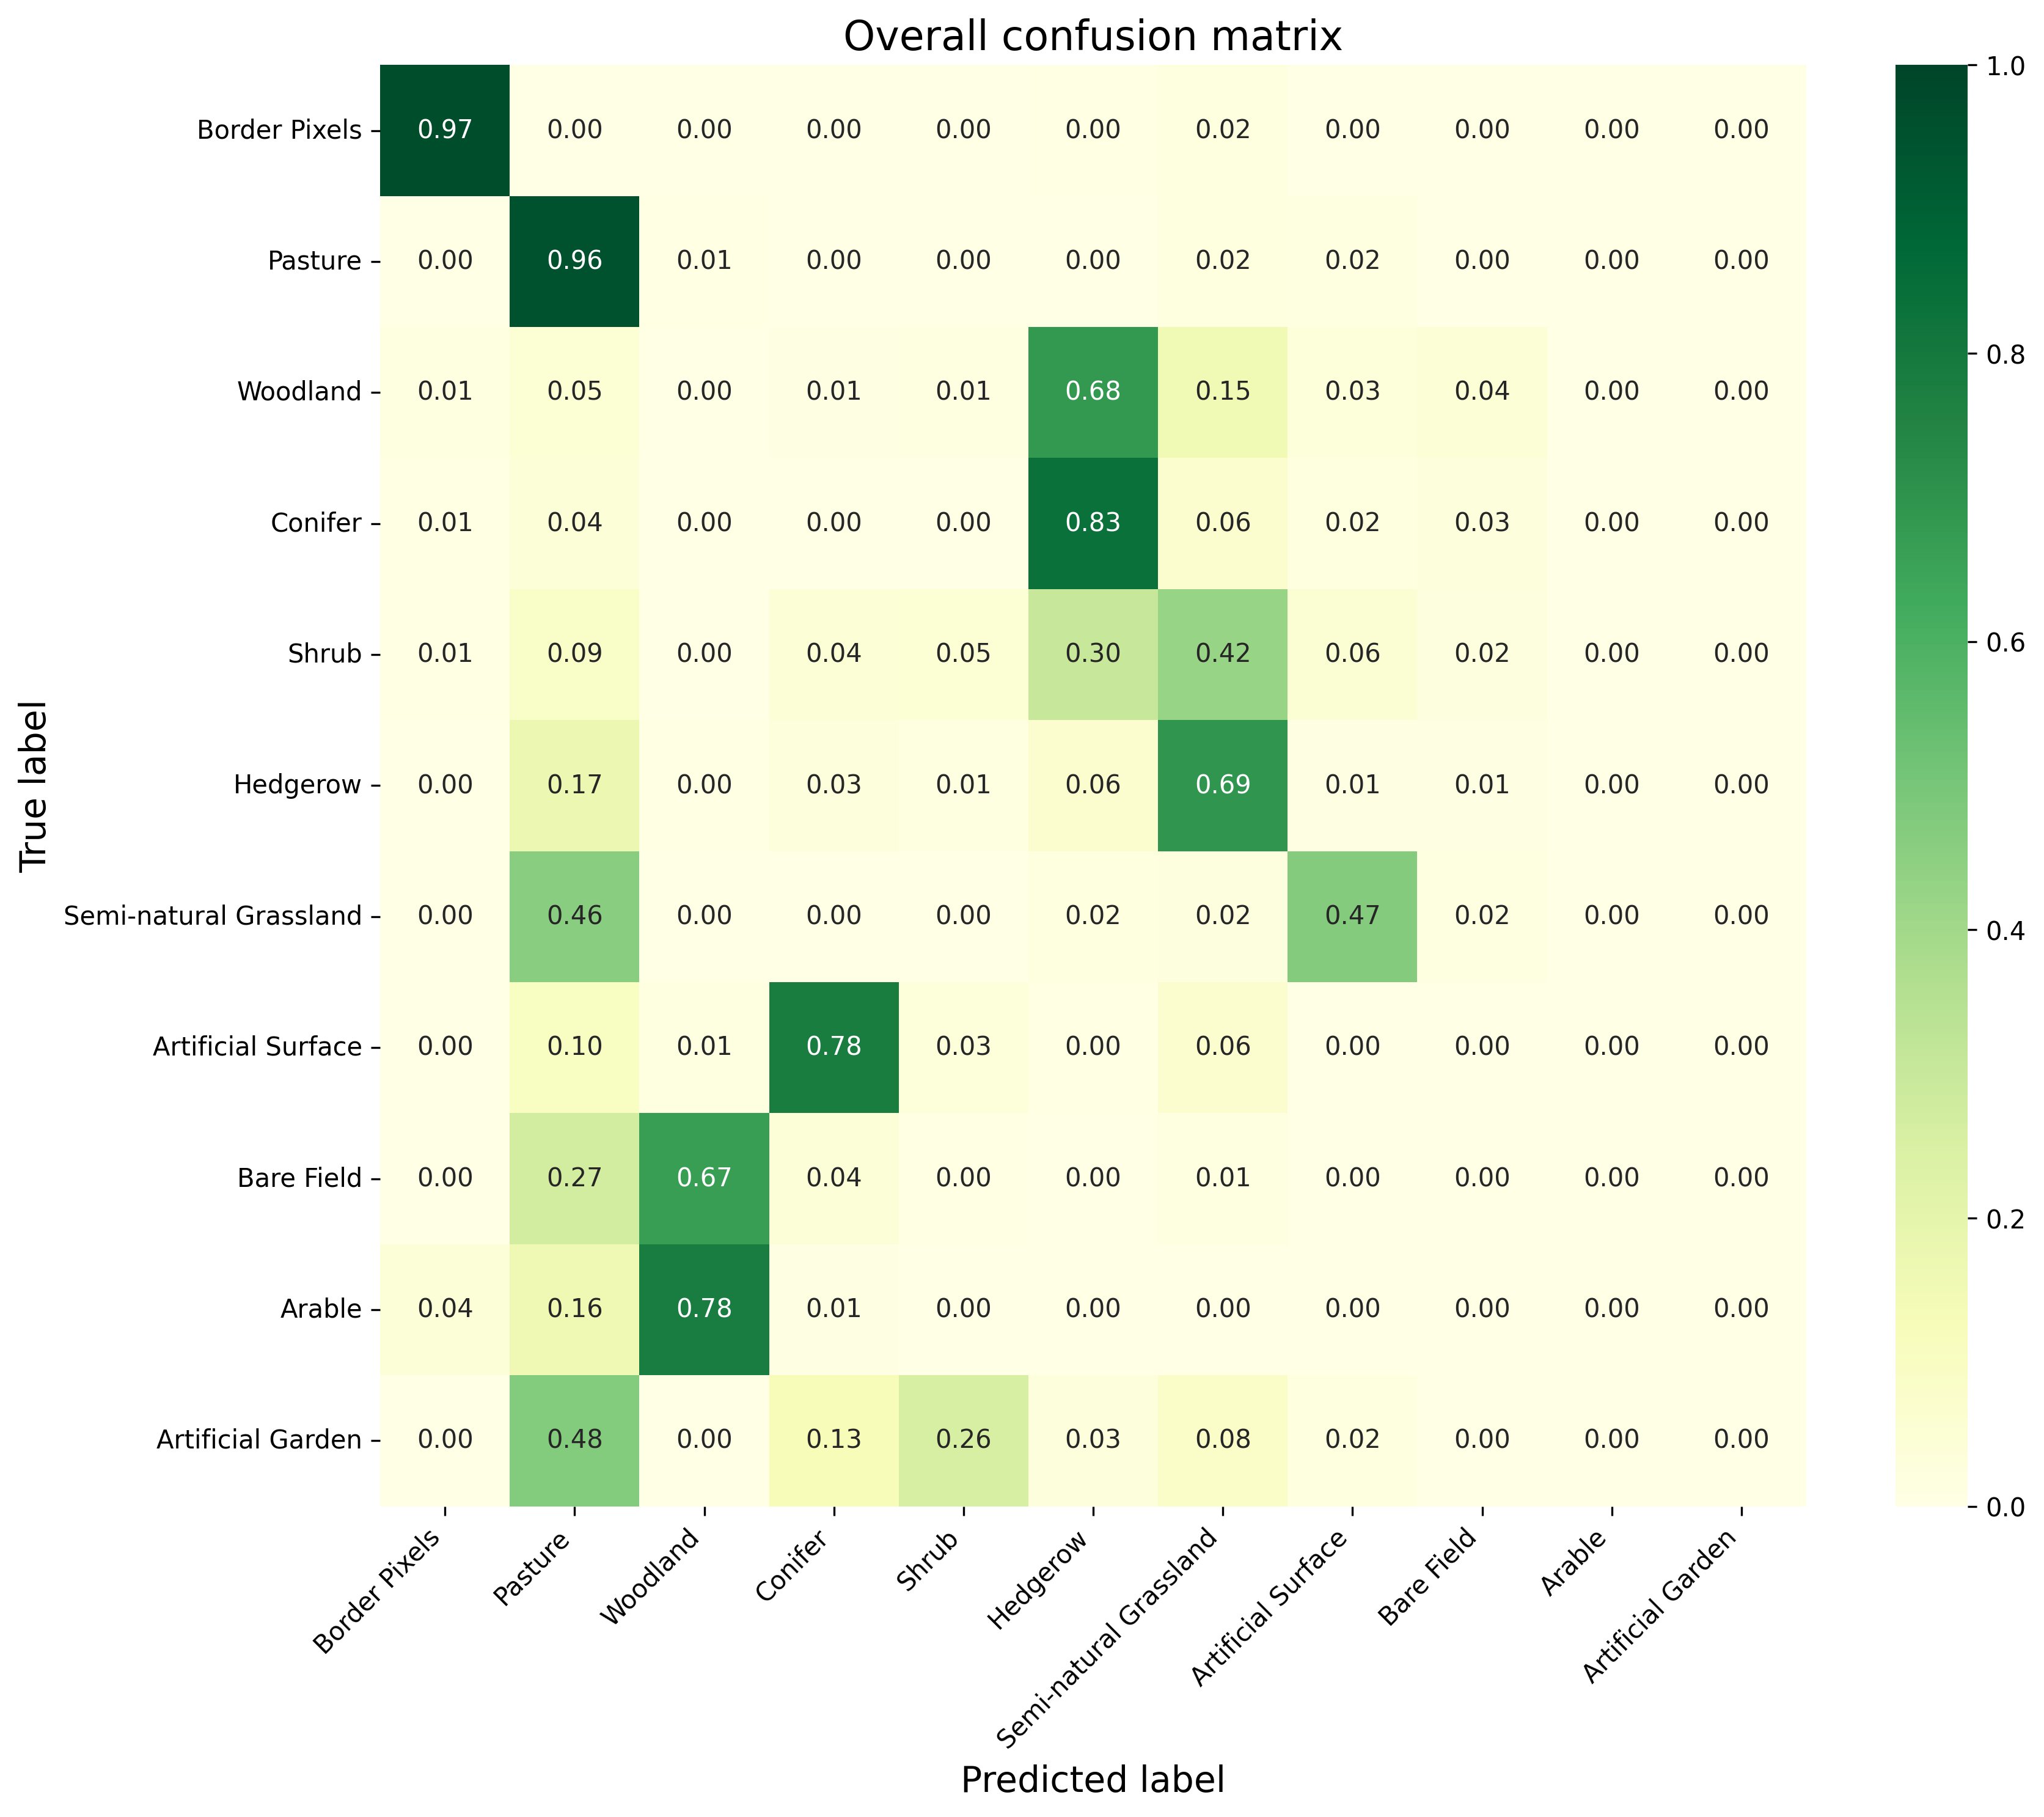 Overall confusion matrix
True label
Border Pixels 0.97 0.00 0.00 0.00 0.00 0.00 0.02 0.00 0.00 0.00 0.00
Pasture 0.00 0.96 0.01 0.00 0.00 0.00 0.02 0.02 0.00 0.00 0.00
Woodland 0.01 0.05 0.00 0.01 0.01 0.68 0.15 0.03 0.04 0.00 0.00
Conifer 0.01 0.04 0.00 0.00 0.00 0.83 0.06 0.02 0.03 0.00 0.00
Shrub 0.01 0.09 0.00 0.04 0.05 0.30 0.42 0.06 0.02 0.00 0.00
Hedgerow 0.00 0.17 0.00 0.03 0.01 0.06 0.69 0.01 0.01 0.00 0.00
Semi-natural Grassland 0.00 0.46 0.00 0.00 0.00 0.02 0.02 0.47 0.02 0.00 0.00
Artificial Surface 0.00 0.10 0.01 0.78 0.03 0.00 0.06 0.00 0.00 0.00 0.00
Bare Field 0.00 0.27 0.67 0.04 0.00 0.00 0.01 0.00 0.00 0.00 0.00
Arable 0.04 0.16 0.78 0.01 0.00 0.00 0.00 0.00 0.00 0.00 0.00
Artificial Garden 0.00 0.48 0.00 0.13 0.26 0.03 0.08 0.02 0.00 0.00 0.00
Border Pixels
Pasture
Woodland
Conifer
Shrub
Hedgerow
Semi-natural Grassland
Artificial Surface
Bare Field
Arable
Artificial Garden
Predicted label
1.0
0.8
0.6
0.4
0.2
0.0